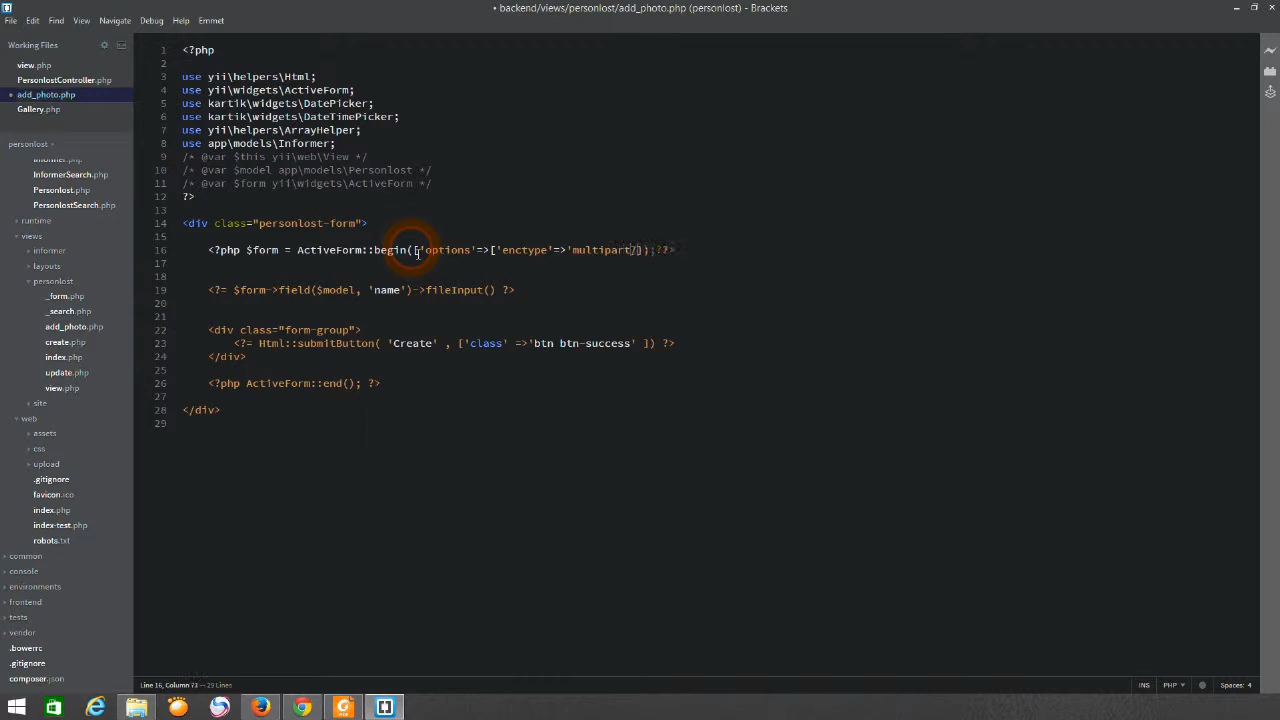 • backend/views/personlost/add_photo.php (personlost) - Brackets
File Edit Find View Navigate Debug Help Emmet
Working Files
view.php
PersonlostController.php
• add_photo.php
Gallery.php
personlost
Informer.php
InformerSearch.php
Personlost.php
PersonlostSearch.php
runtime
views
informer
layouts
personlost
_form.php
_search.php
add_photo.php
create.php
index.php
update.php
view.php
site
web
assets
css
upload
.gitignore
favicon.ico
index.php
index-test.php
robots.txt
common
console
environments
frontend
tests
vendor
.bowerrc
.gitignore
composer.json
1 <?php
2
3 use yii\helpers\Html;
4 use yii\widgets\ActiveForm;
5 use kartik\widgets\DatePicker;
6 use kartik\widgets\DateTimePicker;
7 use yii\helpers\ArrayHelper;
8 use app\models\Informer;
9 /* @var $this yii\web\View */
10 /* @var $model app\models\Personlost */
11 /* @var $form yii\widgets\ActiveForm */
12 ?>
13
14 <div class="personlost-form">
15
16 <?php $form = ActiveForm::begin(['options'=>['enctype'=>'multipart
17
18
19 <?= $form->field($model, 'name')->fileInput() ?>
20
21
22 <div class="form-group">
23 <?= Html::submitButton( 'Create' , ['class' =>'btn btn-success' ]) ?>
24 </div>
25
26 <?php ActiveForm::end(); ?>
27
28 </div>
29
Line 16, Column — 29 Lines
INS PHP Spaces: 4